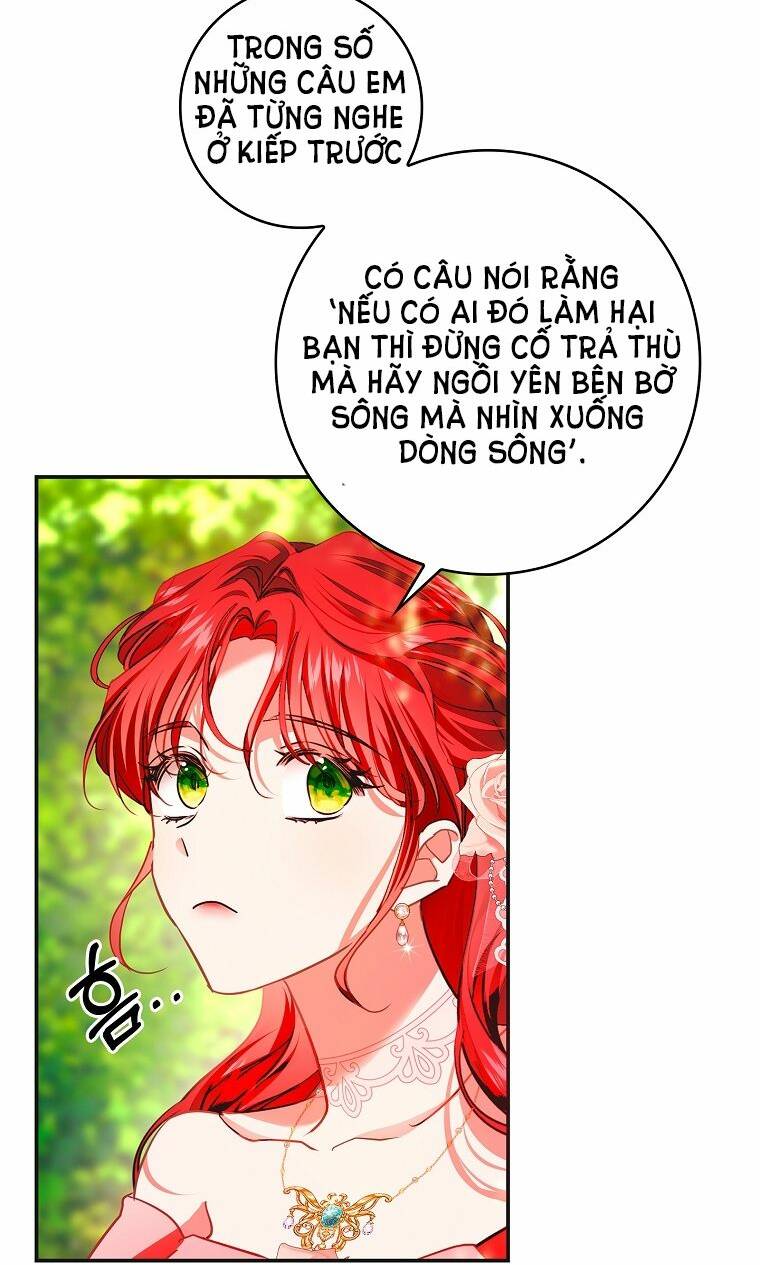 TRONG SỐ
NHỮNG CÂU EM
ĐÃ TỪNG NGHE
Ở KIẾP TRƯỚC
CÓ CÂU NÓI RẰNG
‘NẾU CÓ AI ĐÓ LÀM HẠI
BẠN THÌ ĐỪNG CỐ TRẢ THÙ
MÀ HÃY NGỒI YÊN BÊN BỜ
SÔNG MÀ NHÌN XUỐNG
DÒNG SÔNG’.
흠..